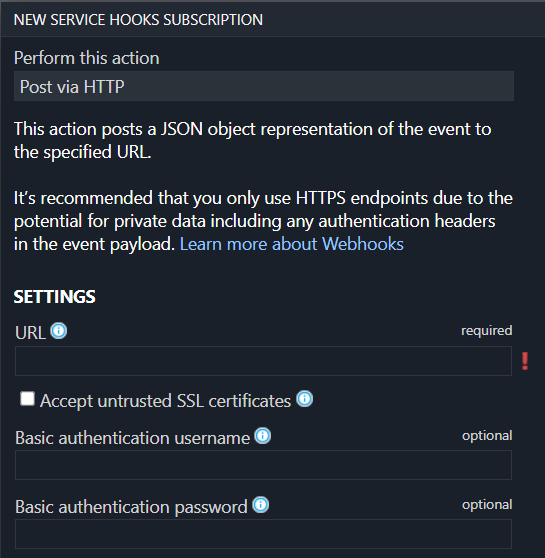 NEW SERVICE HOOKS SUBSCRIPTION
Perform this action
Post via HTTP
This action posts a JSON object representation of the event to
the specified URL.
It's recommended that you only use HTTPS endpoints due to the
potential for private data including any authentication headers
in the event payload. Learn more about Webhooks
SETTINGS
URL required
Accept untrusted SSL certificates
Basic authentication username optional
Basic authentication password optional